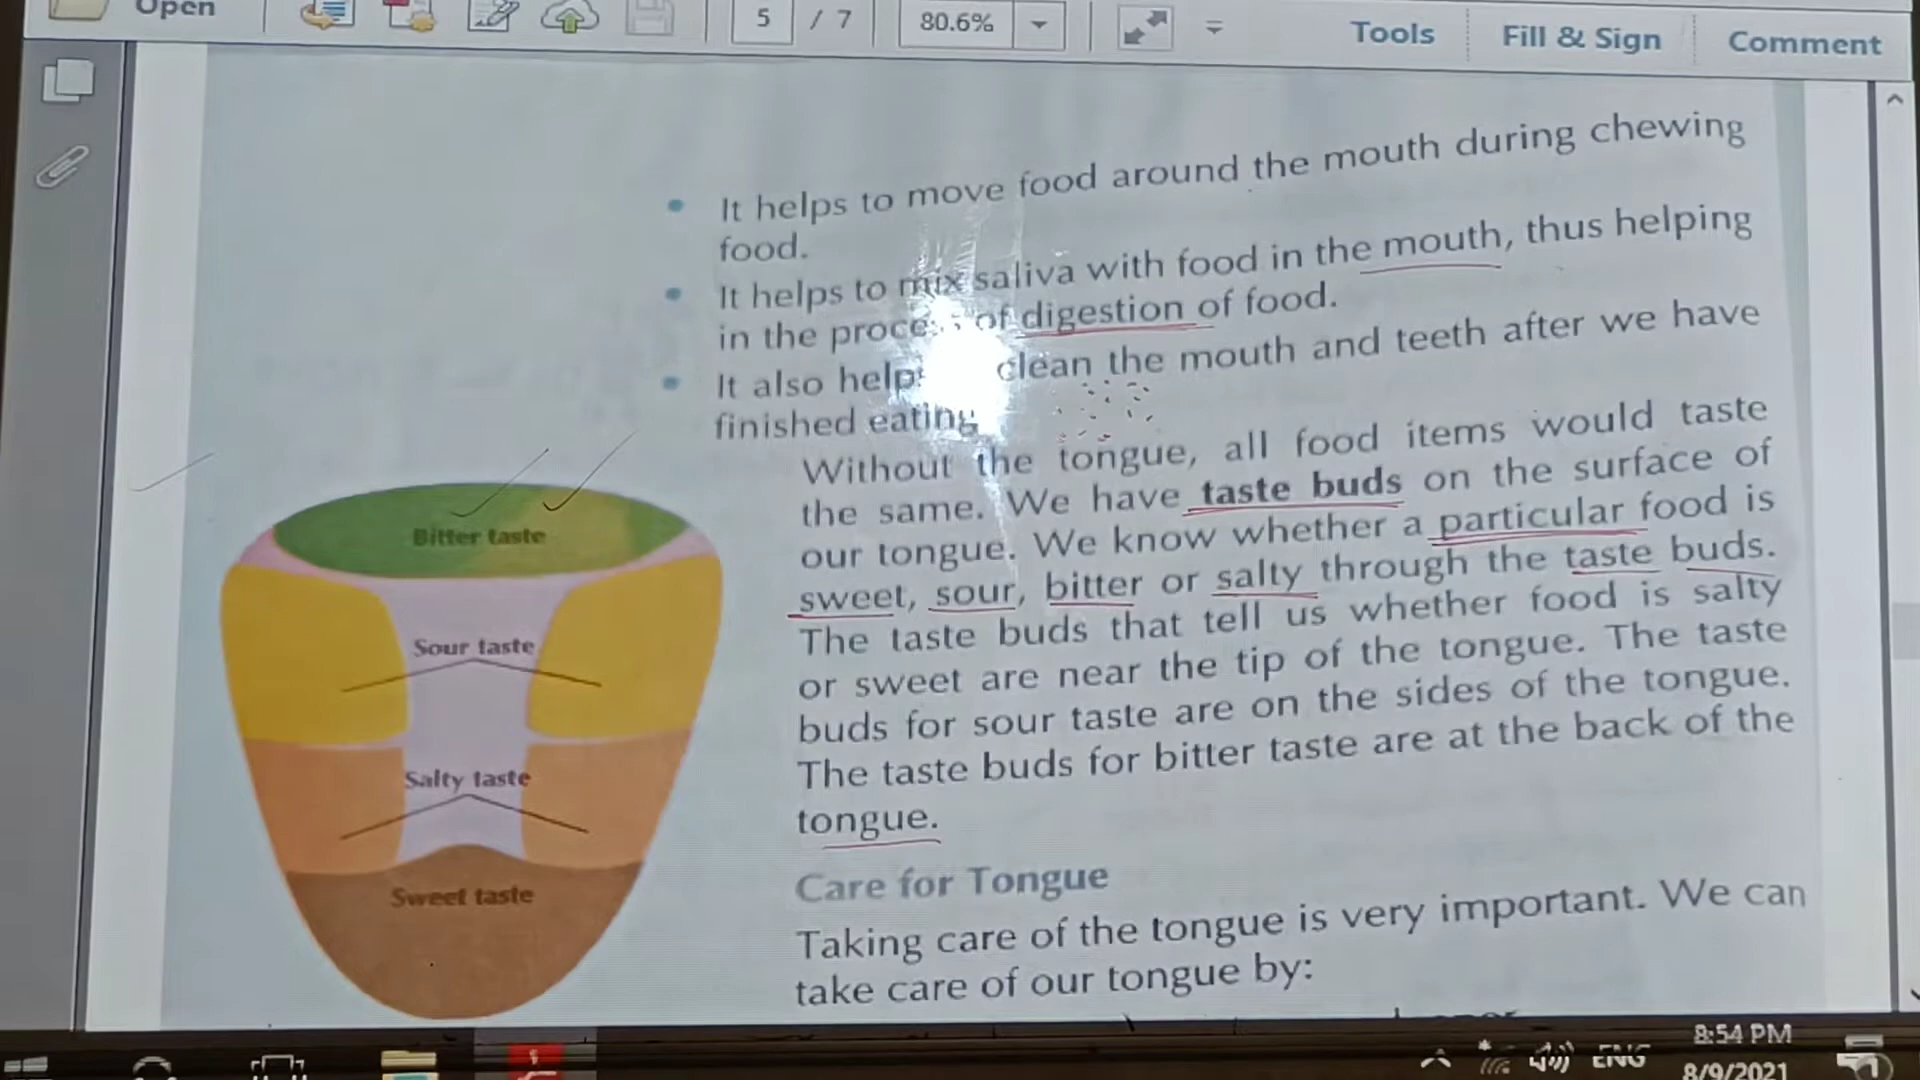 Open
5 / 7
80.6%
Tools
Fill & Sign
Comment
It helps to move food around the mouth during chewing
food.
It helps to mix saliva with food in the mouth, thus helping
in the process of digestion of food.
It also helps clean the mouth and teeth after we have
finished eating
Without the tongue, all food items would taste
the same. We have taste buds on the surface of
our tongue. We know whether a particular food is
sweet, sour, bitter or salty through the taste buds.
The taste buds that tell us whether food is salty
or sweet are near the tip of the tongue. The taste
buds for sour taste are on the sides of the tongue.
The taste buds for bitter taste are at the back of the
tongue.
Bitter taste
Sour taste
Salty taste
Sweet taste
Care for Tongue
Taking care of the tongue is very important. We can
take care of our tongue by:
ENG
8:54 PM
8/9/2021